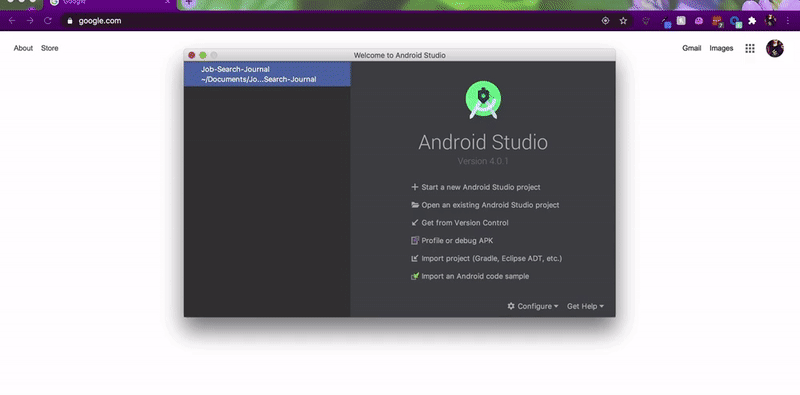 Google
google.com
About
Store
Gmail
Images
Welcome to Android Studio
Job-Search-Journal
~/Documents/Jo...Search-Journal
Android Studio
Version 4.0.1
Start a new Android Studio project
Open an existing Android Studio project
Get from Version Control
Profile or debug APK
Import project (Gradle, Eclipse ADT, etc.)
Import an Android code sample
Configure
Get Help